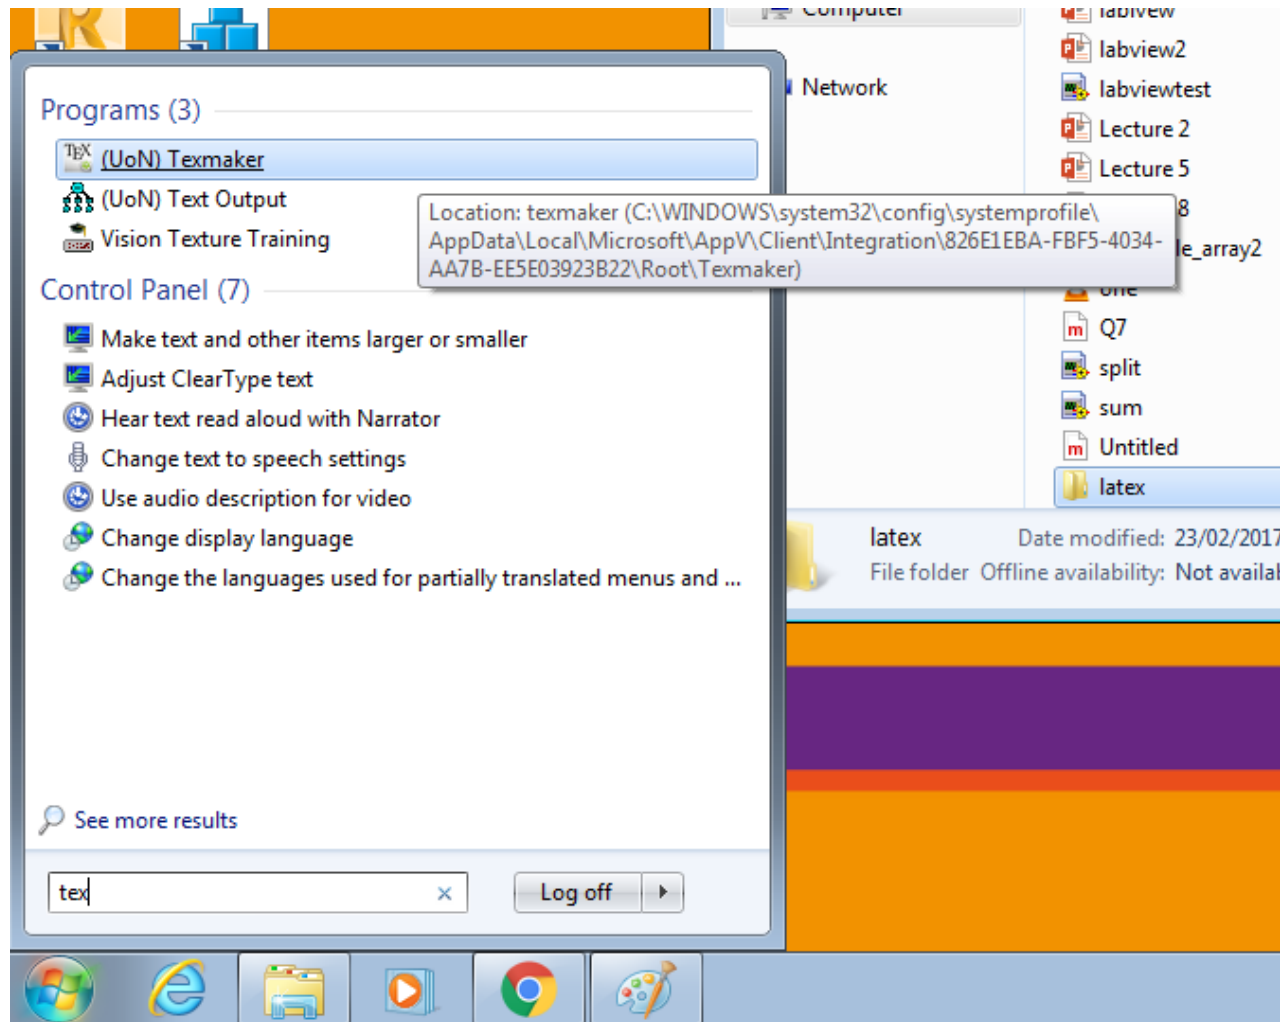 Programs (3)
TEX
(UoN) Texmaker
(UoN) Text Output
Vision Texture Training
Location: texmaker (C:\WINDOWS\system32\config\systemprofile\
AppData\Local\Microsoft\AppV\Client\Integration\826E1EBA-FBF5-4034-
AA7B-EE5E03923B22\Root\Texmaker)
Control Panel (7)
Make text and other items larger or smaller
Adjust ClearType text
Hear text read aloud with Narrator
Change text to speech settings
Use audio description for video
Change display language
Change the languages used for partially translated menus and ...
See more results
tex
Log off
Computer
Network
labview
labview2
labviewtest
Lecture 2
Lecture 5
8
le_array2
one
Q7
split
sum
Untitled
latex
latex
Date modified: 23/02/2017
File folder
Offline availability: Not availab